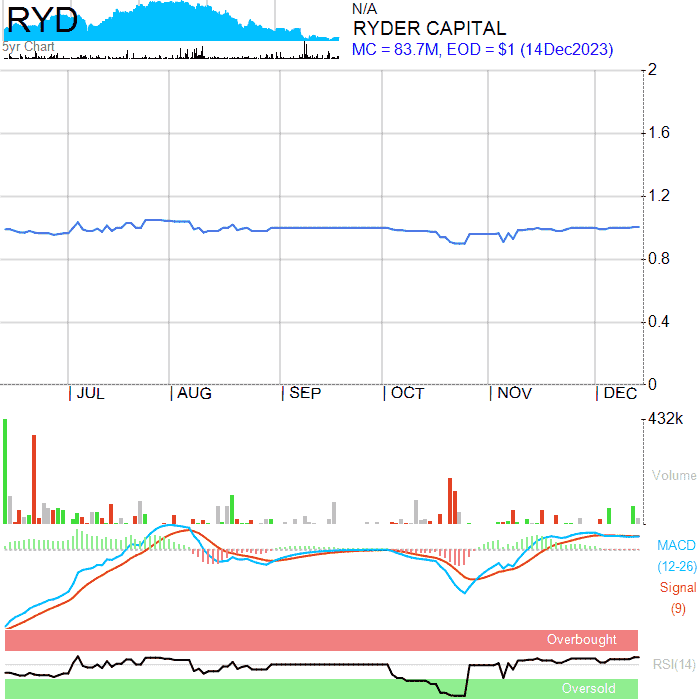 RYD
5yr Chart
N/A
RYDER CAPITAL
MC = 83.7M, EOD = $1 (14Dec2023)
2
1.6
1.2
0.8
0.4
0
JUL AUG SEP OCT NOV DEC
432k
Volume
MACD
(12-26)
Signal
(9)
Overbought
RSI(14)
Oversold